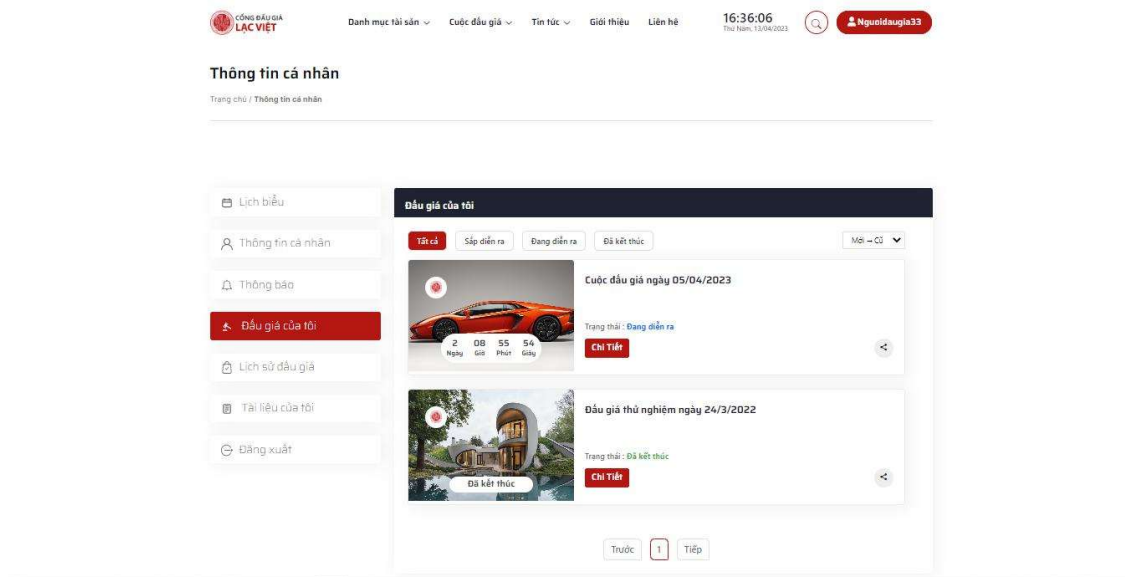 CỔNG ĐẤU GIÁ
LẠC VIỆT
Danh mục tài sản
Cuộc đấu giá
Tin tức
Giới thiệu
Liên hệ
16:36:06
Thứ Năm, 13/04/2023
Nguoidaugia33
Thông tin cá nhân
Trang chủ / Thông tin cá nhân
Lịch biểu
Thông tin cá nhân
Thông báo
Đấu giá của tôi
Lịch sử đấu giá
Tài liệu của tôi
Đăng xuất
Đấu giá của tôi
Tất cả
Sắp diễn ra
Đang diễn ra
Đã kết thúc
Mới → Cũ
Cuộc đấu giá ngày 05/04/2023
Trạng thái : Đang diễn ra
Chi Tiết
2 08 55 54
Ngày Giờ Phút Giây
Đấu giá thử nghiệm ngày 24/3/2022
Trạng thái : Đã kết thúc
Chi Tiết
Đã kết thúc
Trước 1 Tiếp